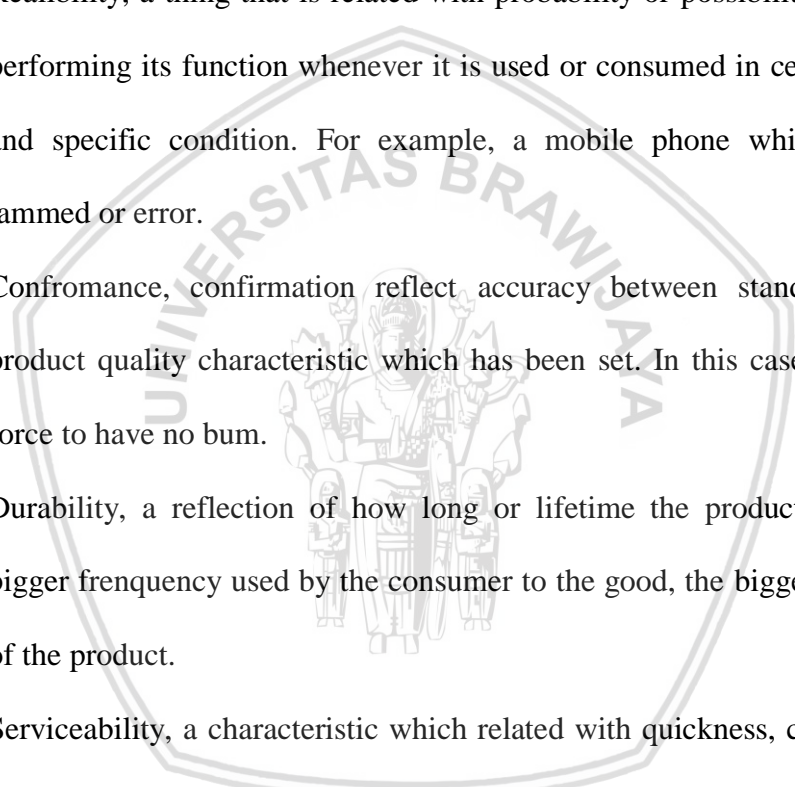 Realibility, a thing that is related with probability or possibili
performing its function whenever it is used or consumed in ce
and specific condition. For example, a mobile phone whi
jammed or error.
Confromance, confirmation reflect accuracy between stand
product quality characteristic which has been set. In this case
force to have no bum.
Durability, a reflection of how long or lifetime the product
bigger frenquency used by the consumer to the good, the bigge
of the product.
Serviceability, a characteristic which related with quickness, c
UNIVERSITAS BRAWIJAYA